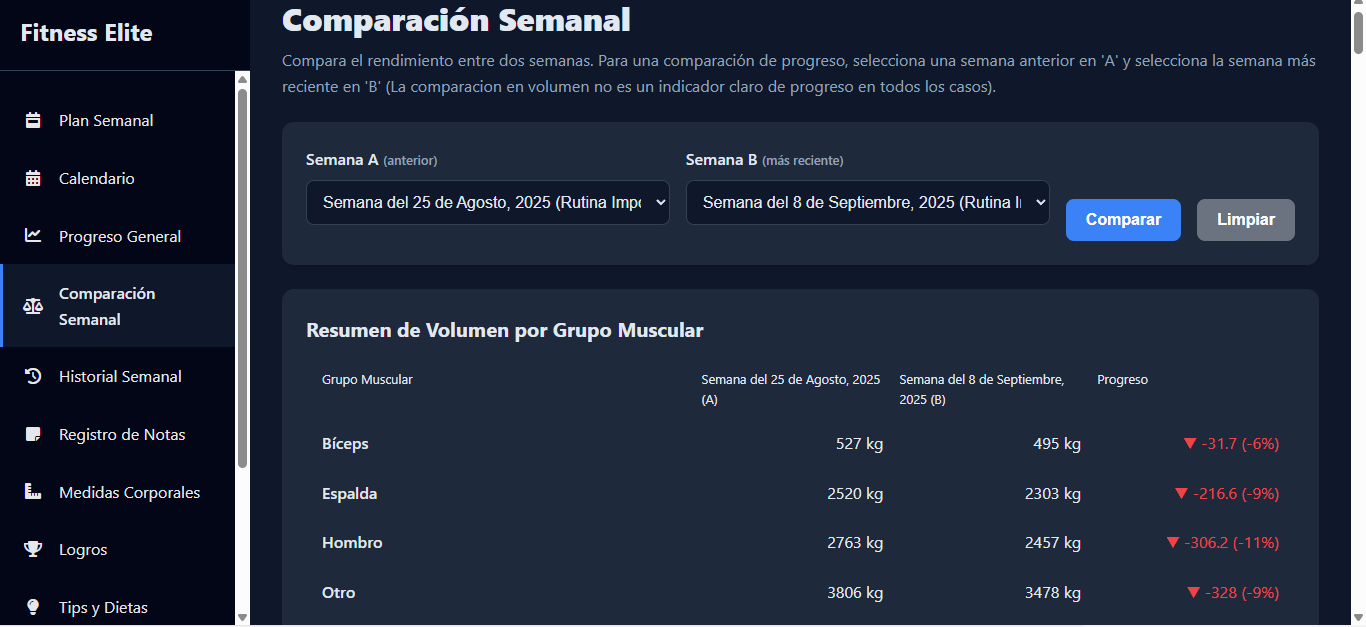 Fitness Elite
Plan Semanal
Calendario
Progreso General
Comparación
Semanal
Historial Semanal
Registro de Notas
Medidas Corporales
Logros
Tips y Dietas
Comparación Semanal
Compara el rendimiento entre dos semanas. Para una comparación de progreso, selecciona una semana anterior en 'A' y selecciona la semana más
reciente en 'B' (La comparacion en volumen no es un indicador claro de progreso en todos los casos).
Semana A (anterior)
Semana B (más reciente)
Semana del 25 de Agosto, 2025 (Rutina Impo
Semana del 8 de Septiembre, 2025 (Rutina I
Comparar
Limpiar
Resumen de Volumen por Grupo Muscular
Grupo Muscular
Semana del 25 de Agosto, 2025
(A)
Semana del 8 de Septiembre,
2025 (B)
Progreso
Bíceps 527 kg 495 kg ▼ -31.7 (-6%)
Espalda 2520 kg 2303 kg ▼ -216.6 (-9%)
Hombro 2763 kg 2457 kg ▼ -306.2 (-11%)
Otro 3806 kg 3478 kg ▼ -328 (-9%)